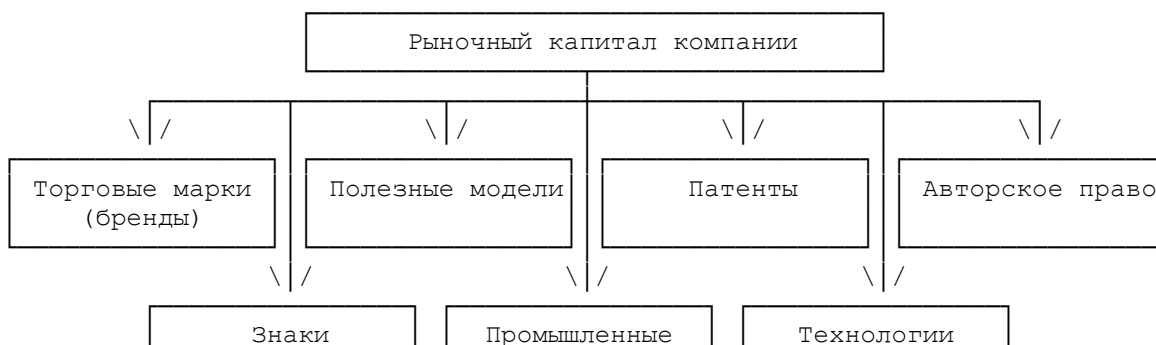 Рыночный капитал компании
Торговые марки
(бренды)
Полезные модели
Патенты
Авторское право
Знаки
Промышленные
Технологии